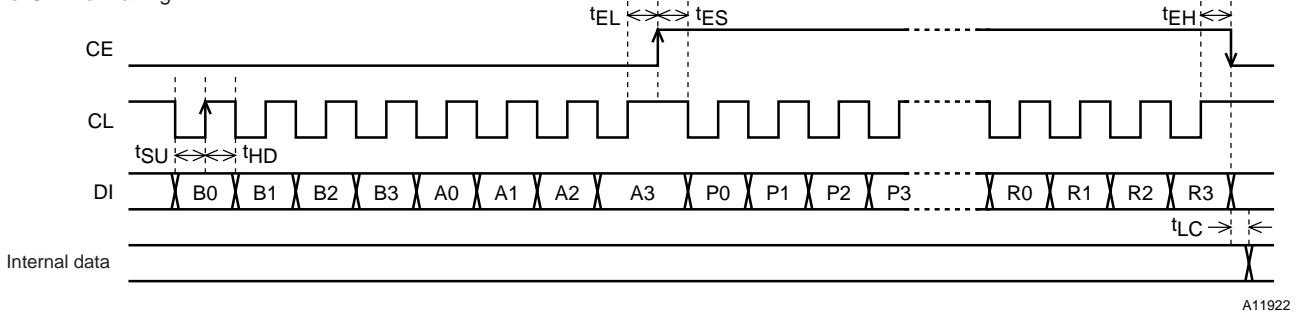 tEL tES tEH
CE
CL
tSU tHD
DI B0 B1 B2 B3 A0 A1 A2 A3 P0 P1 P2 P3 R0 R1 R2 R3
tLC
Internal data
A11922